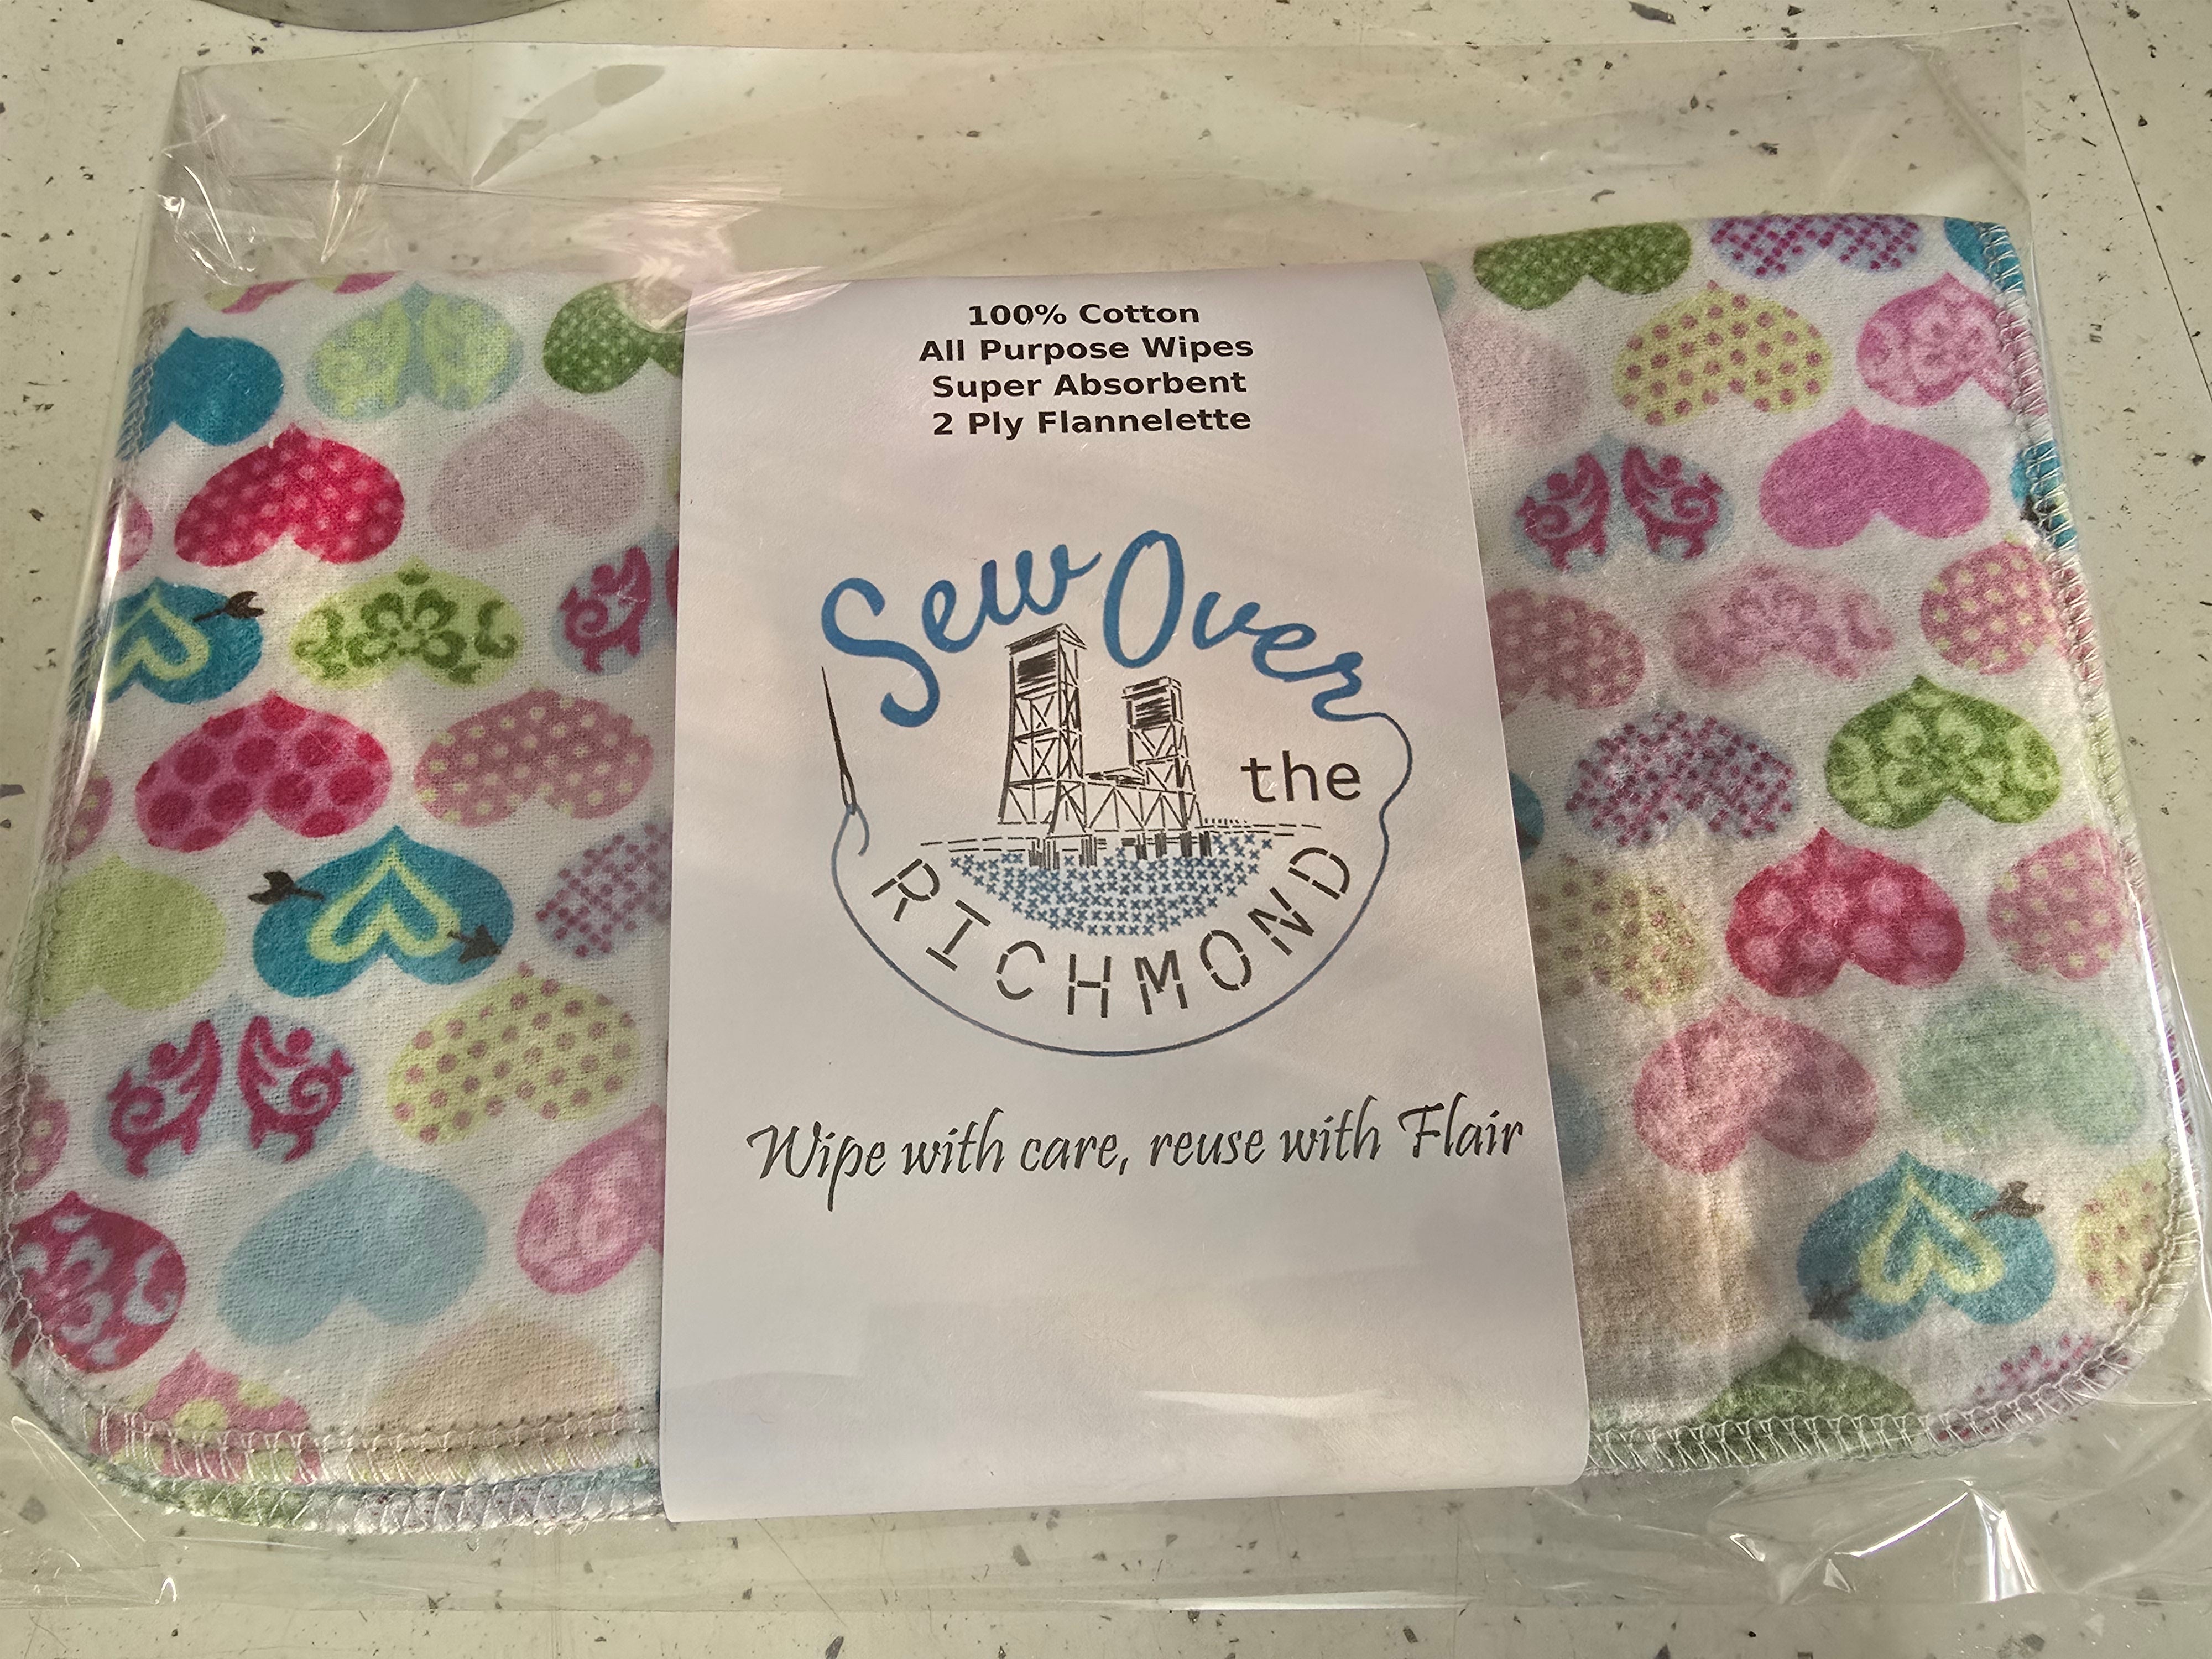 100% Cotton
All Purpose Wipes
Super Absorbent
2 Ply Flannelette
Sew Over
the
RICHMOND
Wipe with care, reuse with Flair